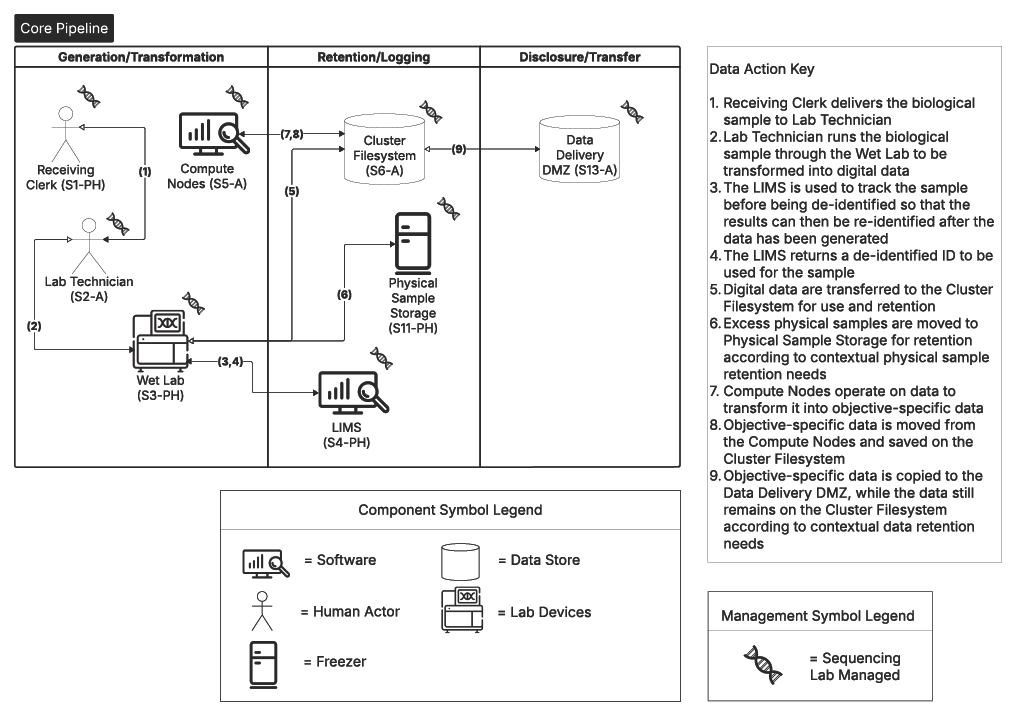 Core Pipeline
Generation/Transformation
Retention/Logging
Disclosure/Transfer
Receiving
Clerk (S1-PH)
(1)
Compute
Nodes (S5-A)
(7,8)
Cluster
Filesystem
(S6-A)
(9)
Data
Delivery
DMZ (S13-A)
(5)
Lab Technician
(S2-A)
Physical
Sample
Storage
(S11-PH)
(6)
(2)
Wet Lab
(S3-PH)
(3,4)
LIMS
(S4-PH)
Data Action Key
1. Receiving Clerk delivers the biological
sample to Lab Technician
2. Lab Technician runs the biological
sample through the Wet Lab to be
transformed into digital data
3. The LIMS is used to track the sample
before being de-identified so that the
results can then be re-identified after the
data has been generated
4. The LIMS returns a de-identified ID to be
used for the sample
5. Digital data are transferred to the Cluster
Filesystem for use and retention
6. Excess physical samples are moved to
Physical Sample Storage for retention
according to contextual physical sample
retention needs
7. Compute Nodes operate on data to
transform it into objective-specific data
8. Objective-specific data is moved from
the Compute Nodes and saved on the
Cluster Filesystem
9. Objective-specific data is copied to the
Data Delivery DMZ, while the data still
remains on the Cluster Filesystem
according to contextual data retention
needs
Component Symbol Legend
= Software
= Data Store
= Human Actor
= Lab Devices
= Freezer
Management Symbol Legend
= Sequencing
Lab Managed